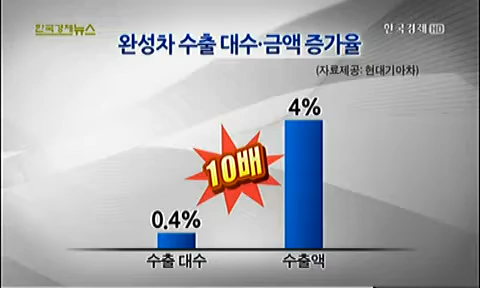 한국경제뉴스
한국경제HD
완성차 수출 대수·금액 증가율
(자료제공: 현대기아차)
4%
10배
0.4%
수출 대수
수출액